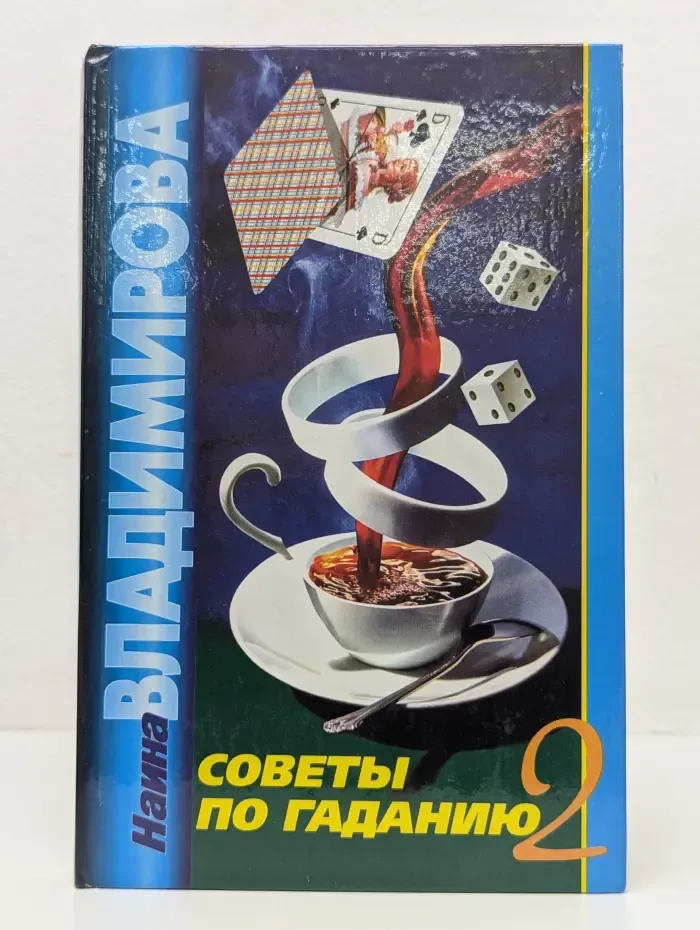 Наина
ВЛАДИМИРОВА
СОВЕТЫ
ПО ГАДАНИЮ
2
D
D